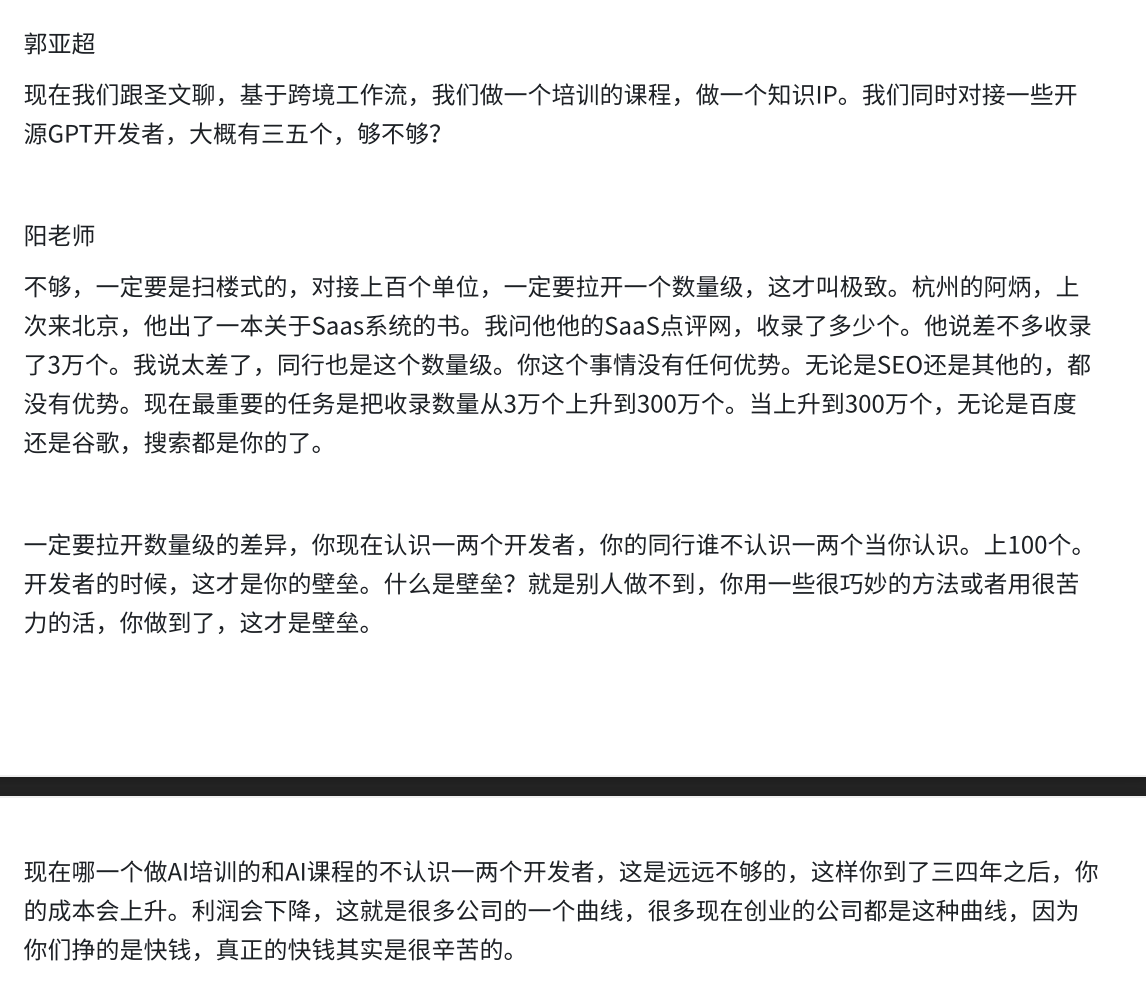 郭亚超
现在我们跟圣文聊，基于跨境工作流，我们做一个培训的课程，做一个知识IP。我们同时对接一些开
源GPT开发者，大概有三五个，够不够？
阳老师
不够，一定要是扫楼式的，对接上百个单位，一定要拉开一个数量级，这才叫极致。杭州的阿炳，上
次来北京，他出了一本关于Saas系统的书。我问他他的SaaS点评网，收录了多少个。他说差不多收录
了3万个。我说太差了，同行也是这个数量级。你这个事情没有任何优势。无论是SEO还是其他的，都
没有优势。现在最重要的任务是把收录数量从3万个上升到300万个。当上升到300万个，无论是百度
还是谷歌，搜索都是你的了。
一定要拉开数量级的差异，你现在认识一两个开发者，你的同行谁不认识一两个当你认识。上100个。
开发者的时候，这才是你的壁垒。什么是壁垒？就是别人做不到，你用一些很巧妙的方法或者用很苦
力的活，你做到了，这才是壁垒。
现在哪一个做AI培训的和AI课程的不认识一两个开发者，这是远远不够的，这样你到了三四年之后，你
的成本会上升。利润会下降，这就是很多公司的一个曲线，很多现在创业的公司都是这种曲线，因为
你们挣的是快钱，真正的快钱其实是很辛苦的。